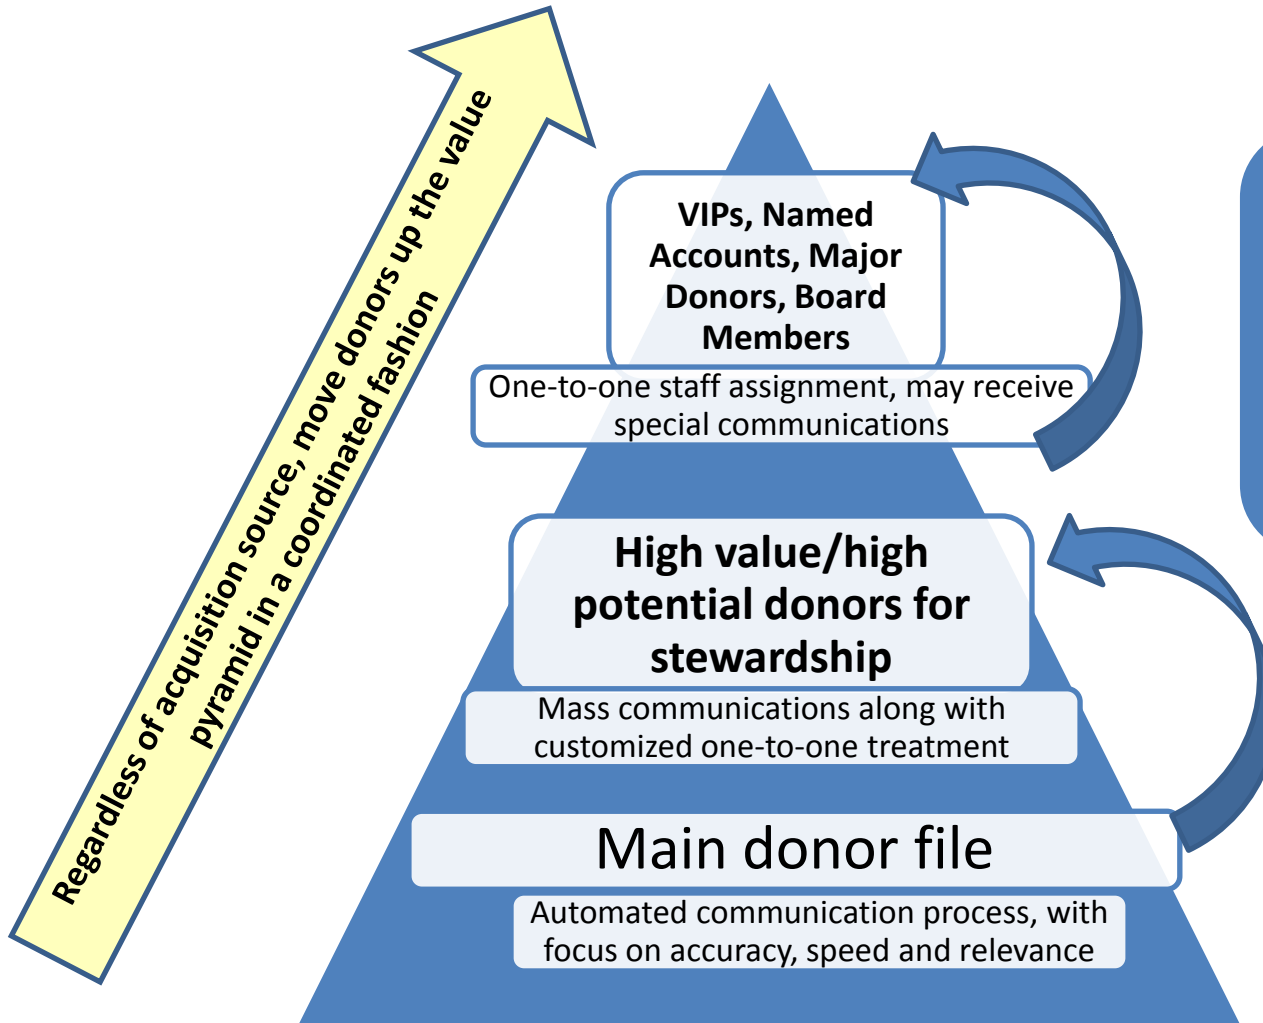 Regardless of acquisition source, move donors up the value
pyramid in a coordinated fashion
VIPs, Named
Accounts, Major
Donors, Board
Members
One-to-one staff assignment, may receive
special communications
High value/high
potential donors for
stewardship
Mass communications along with
customized one-to-one treatment
Main donor file
Automated communication process, with
focus on accuracy, speed and relevance